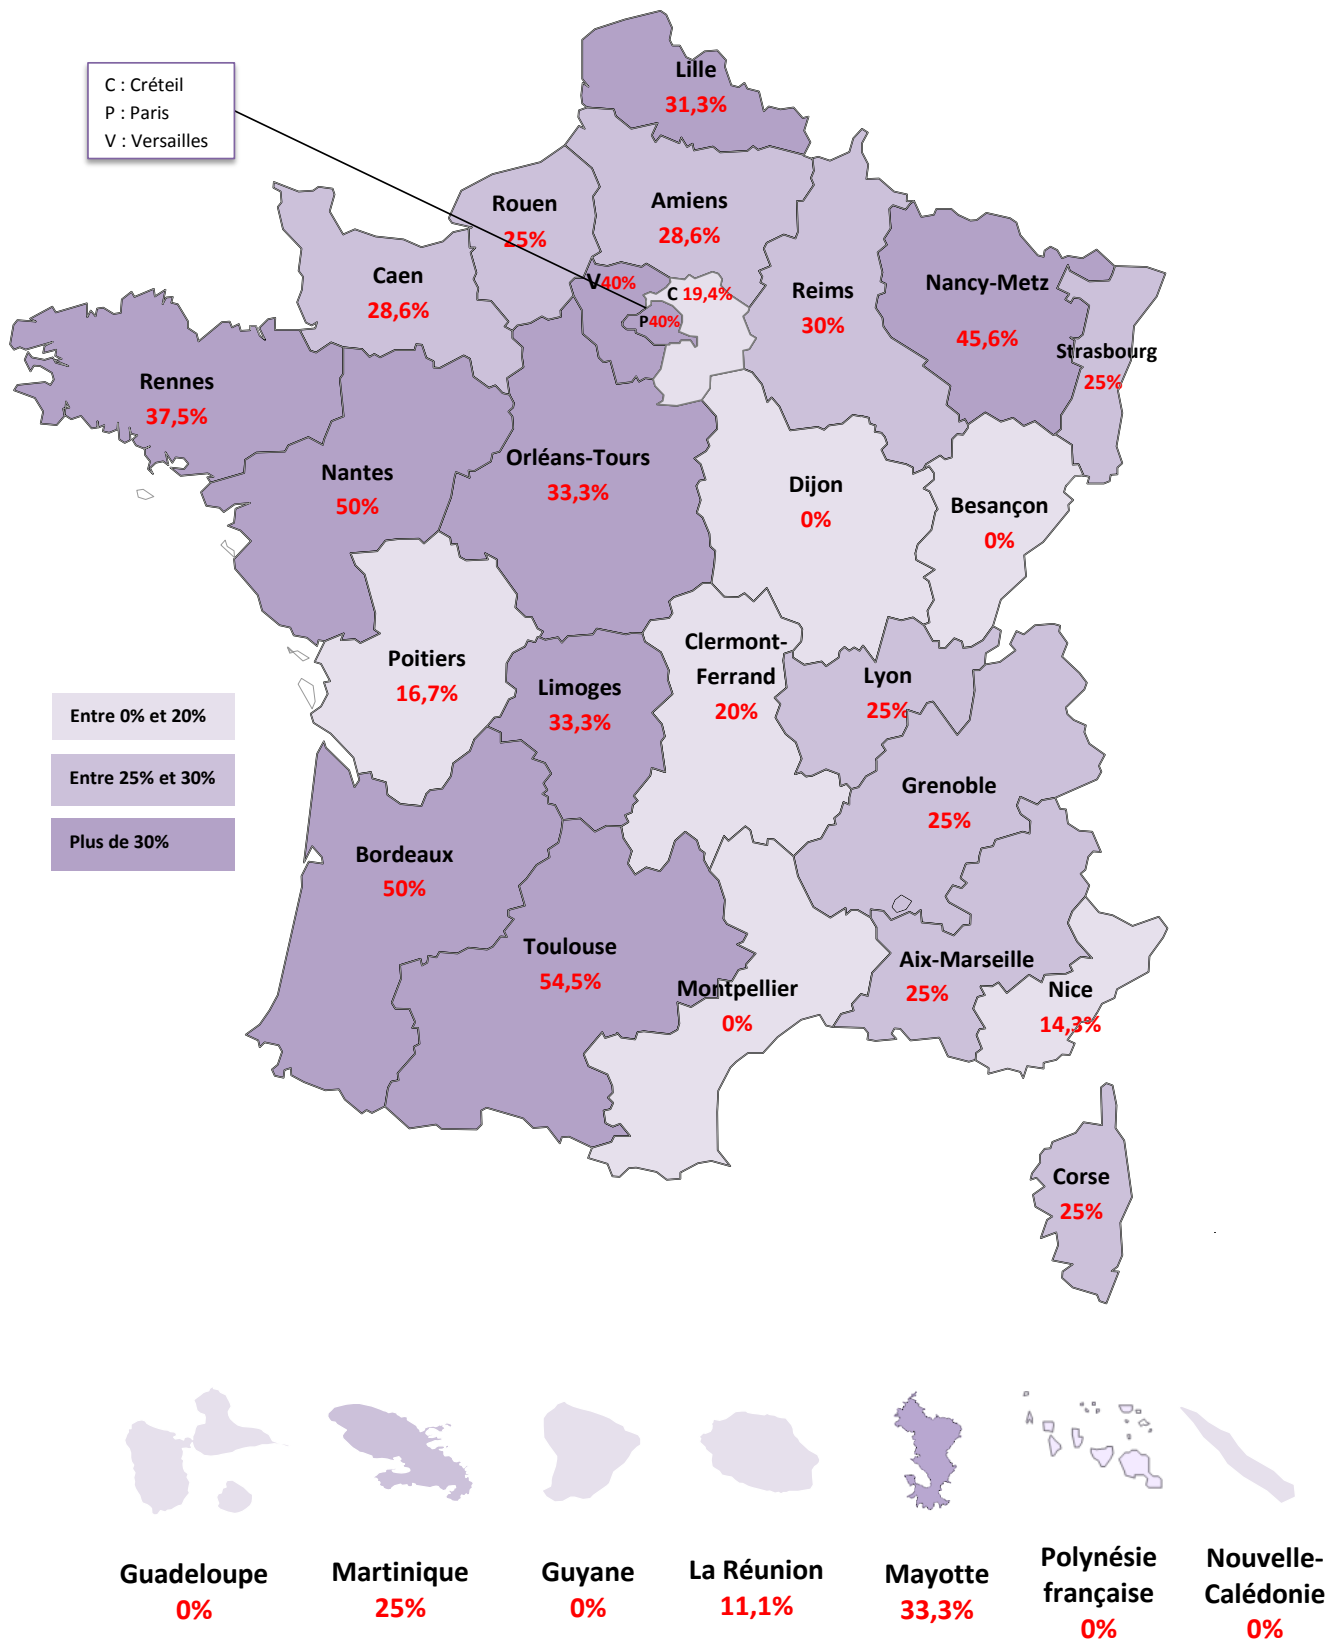 C : Créteil
P : Paris
V : Versailles
Lille
31,3%
Rouen
25%
Amiens
28,6%
Caen
28,6%
V 40%
C 19,4%
P 40%
Reims
30%
Nancy-Metz
45,6%
Strasbourg
25%
Rennes
37,5%
Nantes
50%
Orléans-Tours
33,3%
Dijon
0%
Besançon
0%
Poitiers
16,7%
Limoges
33,3%
Clermont-
Ferrand
20%
Lyon
25%
Entre 0% et 20%
Entre 25% et 30%
Plus de 30%
Grenoble
25%
Bordeaux
50%
Toulouse
54,5%
Montpellier
0%
Aix-Marseille
25%
Nice
14,3%
Corse
25%
Guadeloupe
0%
Martinique
25%
Guyane
0%
La Réunion
11,1%
Mayotte
33,3%
Polynésie
française
0%
Nouvelle-
Calédonie
0%